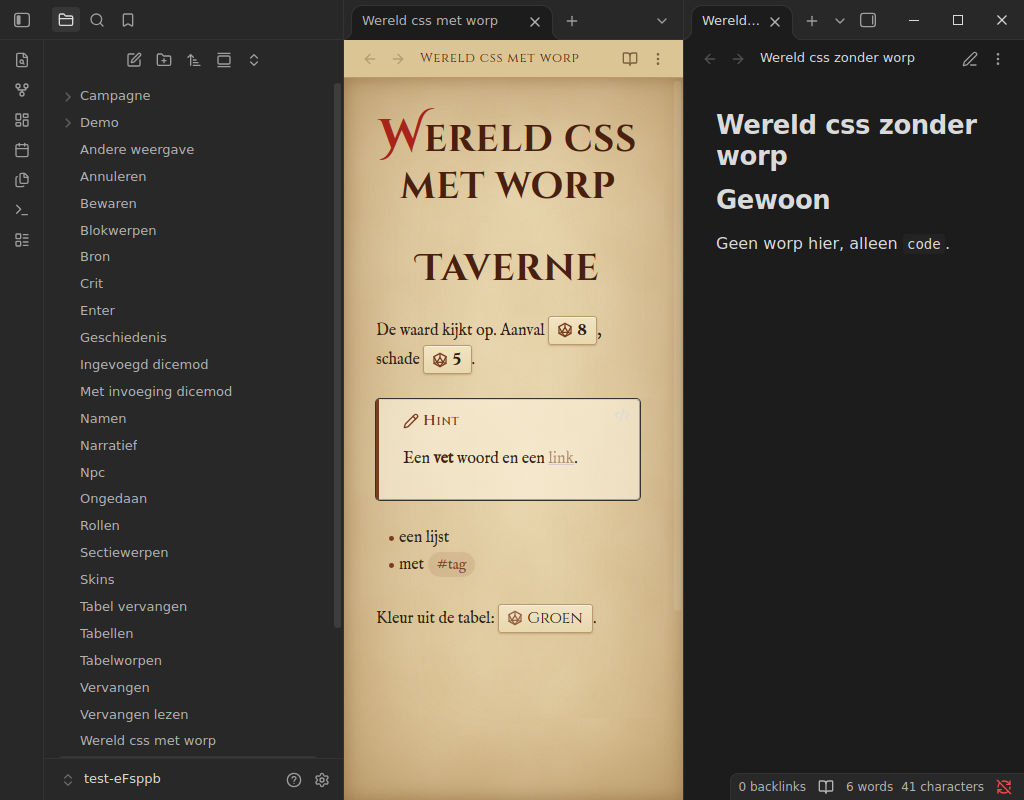 Wereld css met worp
Wereld...
Campagne
Demo
Andere weergave
Annuleren
Bewaren
Blokwerpen
Bron
Crit
Enter
Geschiedenis
Ingevoegd dicemod
Met invoeging dicemod
Namen
Narratief
Npc
Ongedaan
Rollen
Sectiewerpen
Skins
Tabel vervangen
Tabellen
Tabelworpen
Vervangen
Vervangen lezen
Wereld css met worp
test-eFsppb
Wereld css met worp
Wereld css
met worp
Taverne
De waard kijkt op. Aanval 8,
schade 5.
Hint
Een vet woord en een link.
een lijst
met #tag
Kleur uit de tabel: Groen.
Wereld css zonder worp
Wereld css zonder
worp
Gewoon
Geen worp hier, alleen code.
0 backlinks 6 words 41 characters